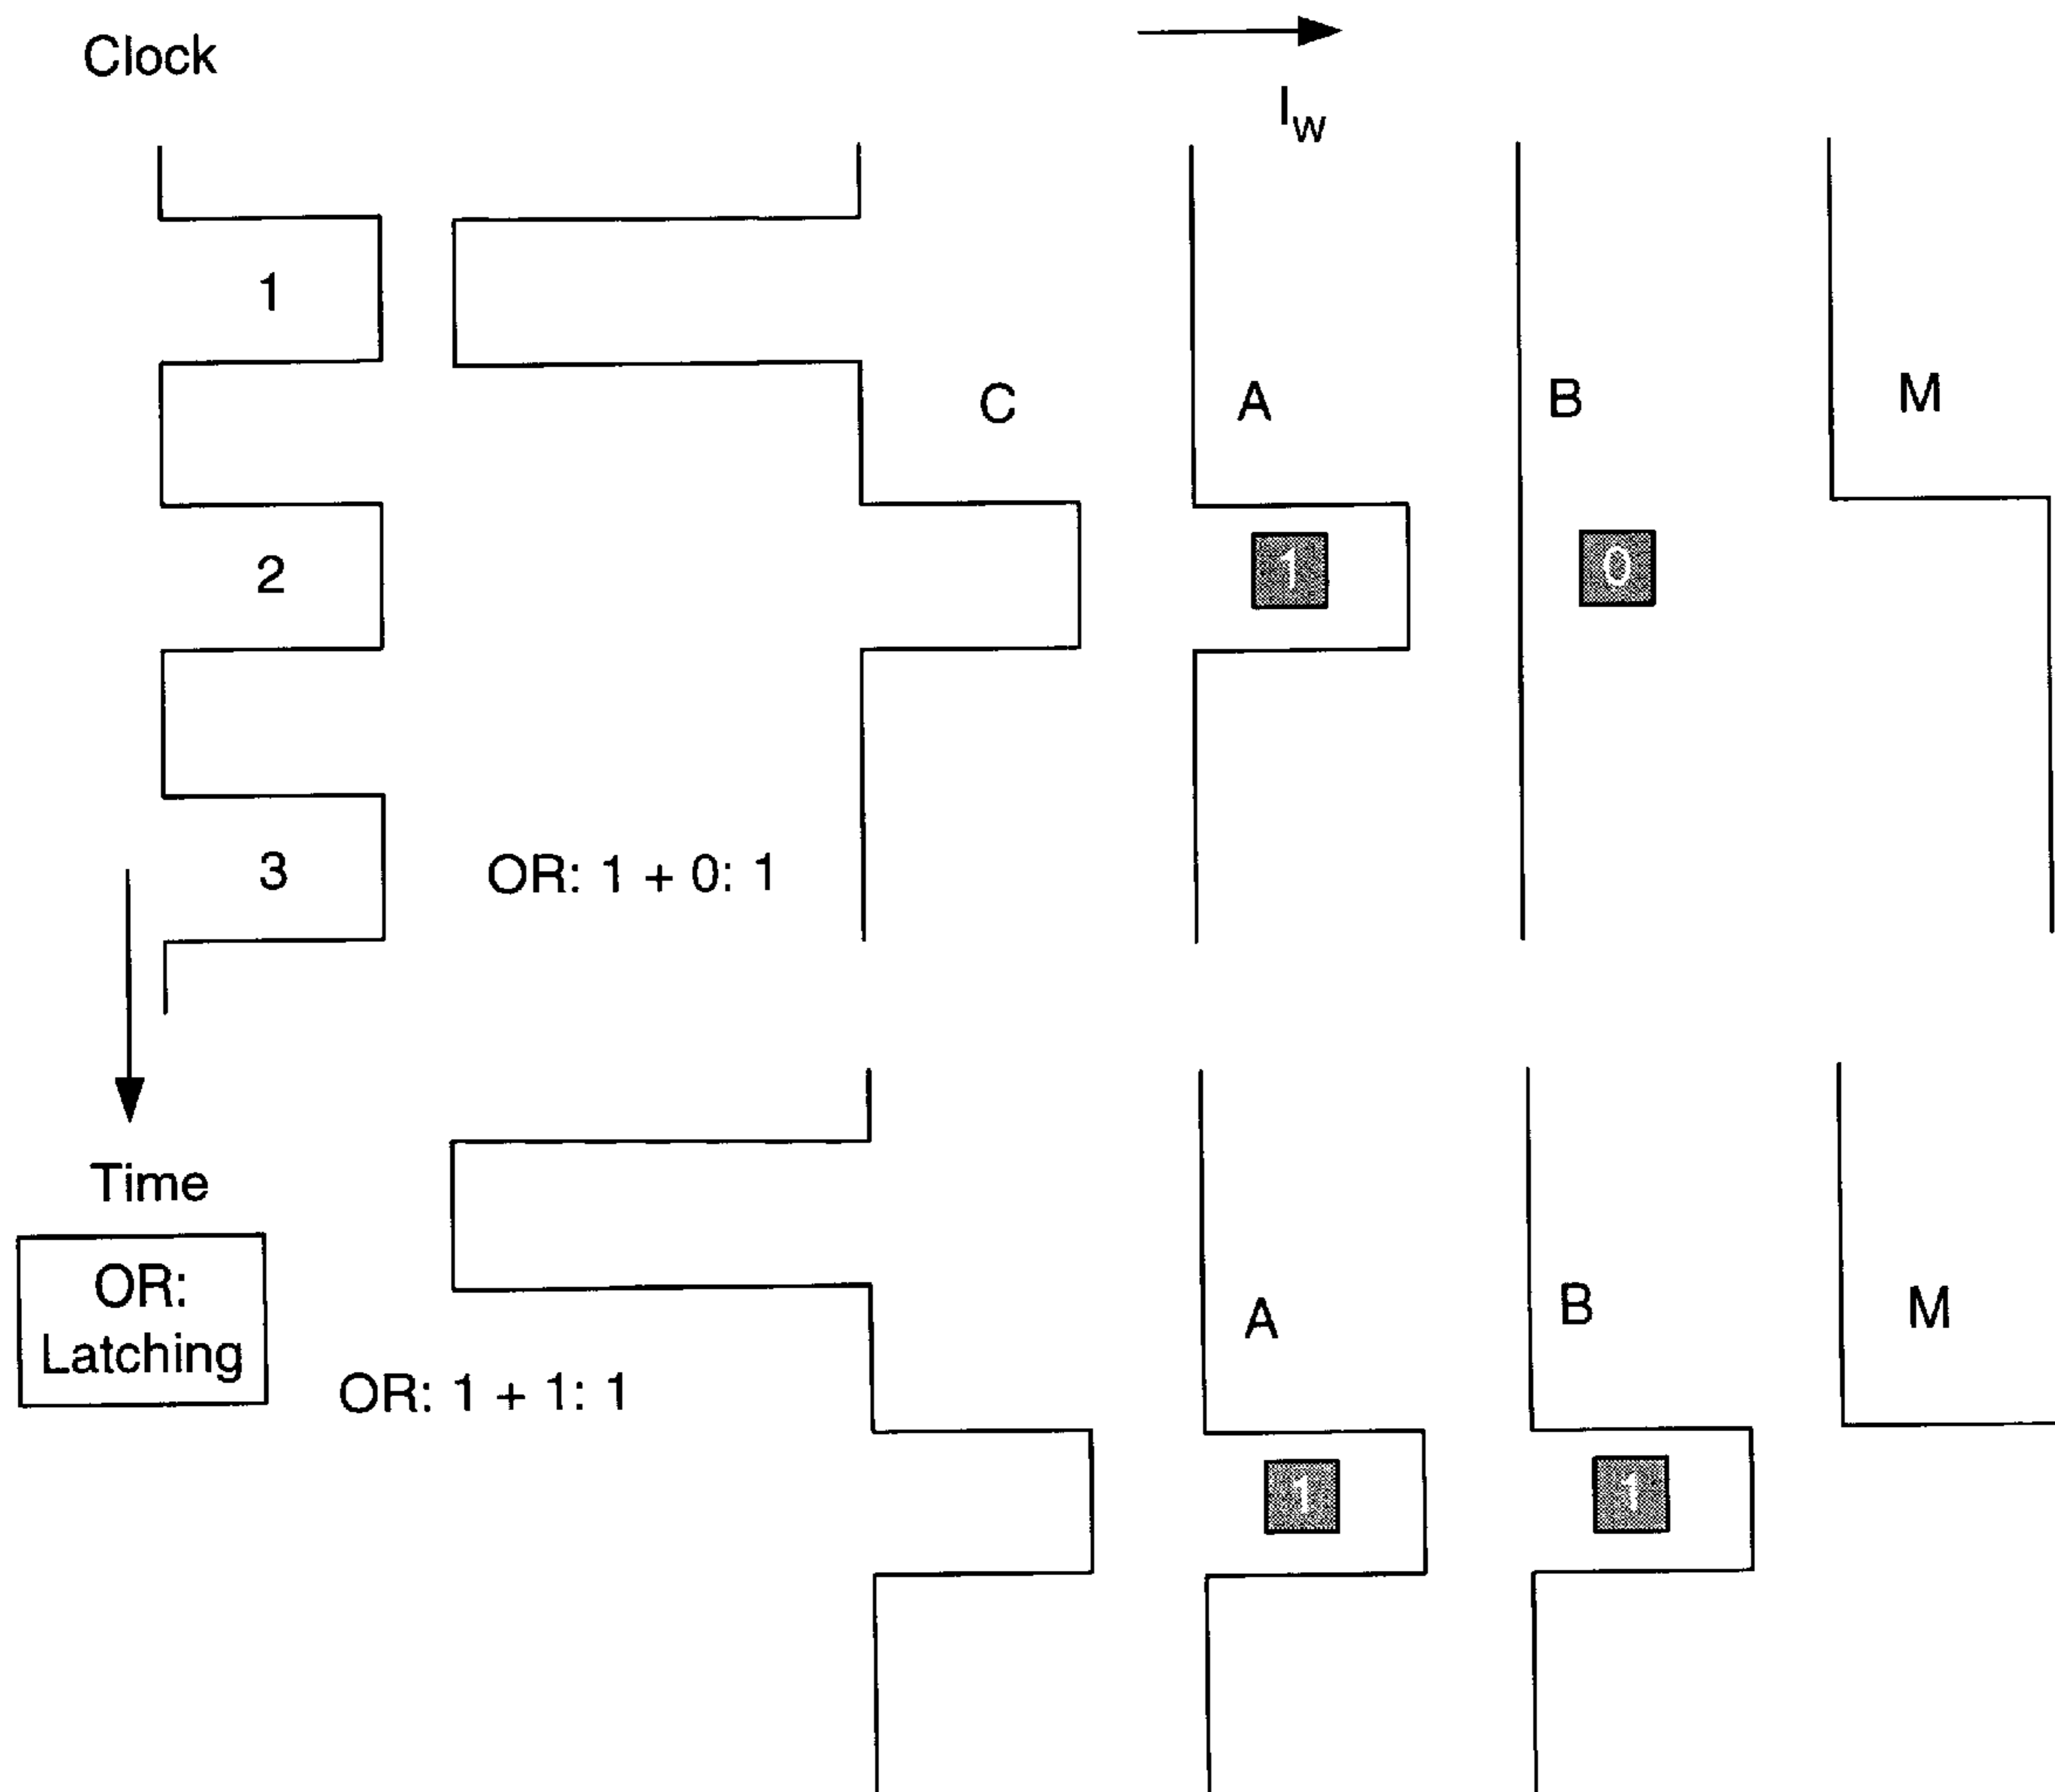 Clock
I_W
1
C
A
B
M
2
1
0
3
OR: 1 + 0: 1
Time
OR:
Latching
A
B
M
OR: 1 + 1: 1
1
1